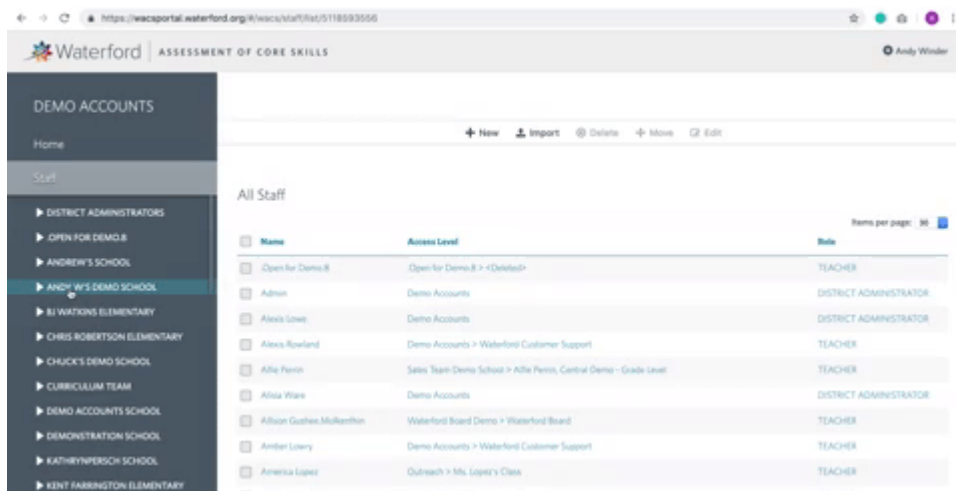 https://wacsportal.waterford.org/#/wacs/staff/list/5118593556
Waterford | ASSESSMENT OF CORE SKILLS
Andy Winder
DEMO ACCOUNTS
Home
Staff
DISTRICT ADMINISTRATORS
.OPEN FOR DEMO.8
ANDREW'S SCHOOL
ANDY W'S DEMO SCHOOL
BJ WATKINS ELEMENTARY
CHRIS ROBERTSON ELEMENTARY
CHUCK'S DEMO SCHOOL
CURRICULUM TEAM
DEMO ACCOUNTS SCHOOL
DEMONSTRATION SCHOOL
KATHRYNPERSCH SCHOOL
KENT FARRINGTON ELEMENTARY
New Import Delete Move Edit
All Staff
Items per page: 50
Name Access Level Role
.Open for Demo.8 .Open for Demo.8 > <Deleted> TEACHER
Admin Demo Accounts DISTRICT ADMINISTRATOR
Alexis Lowe Demo Accounts DISTRICT ADMINISTRATOR
Alexis Rowland Demo Accounts > Waterford Customer Support TEACHER
Alfie Perrin Sales Team Demo School > Alfie Perrin, Central Demo - Grade Level TEACHER
Alisia Ware Demo Accounts DISTRICT ADMINISTRATOR
Allison Waterford Board Demo > Waterford Board TEACHER
Amber Lowry Demo Accounts > Waterford Customer Support TEACHER
America Lopez Outreach > Ms. Lopez's Class TEACHER